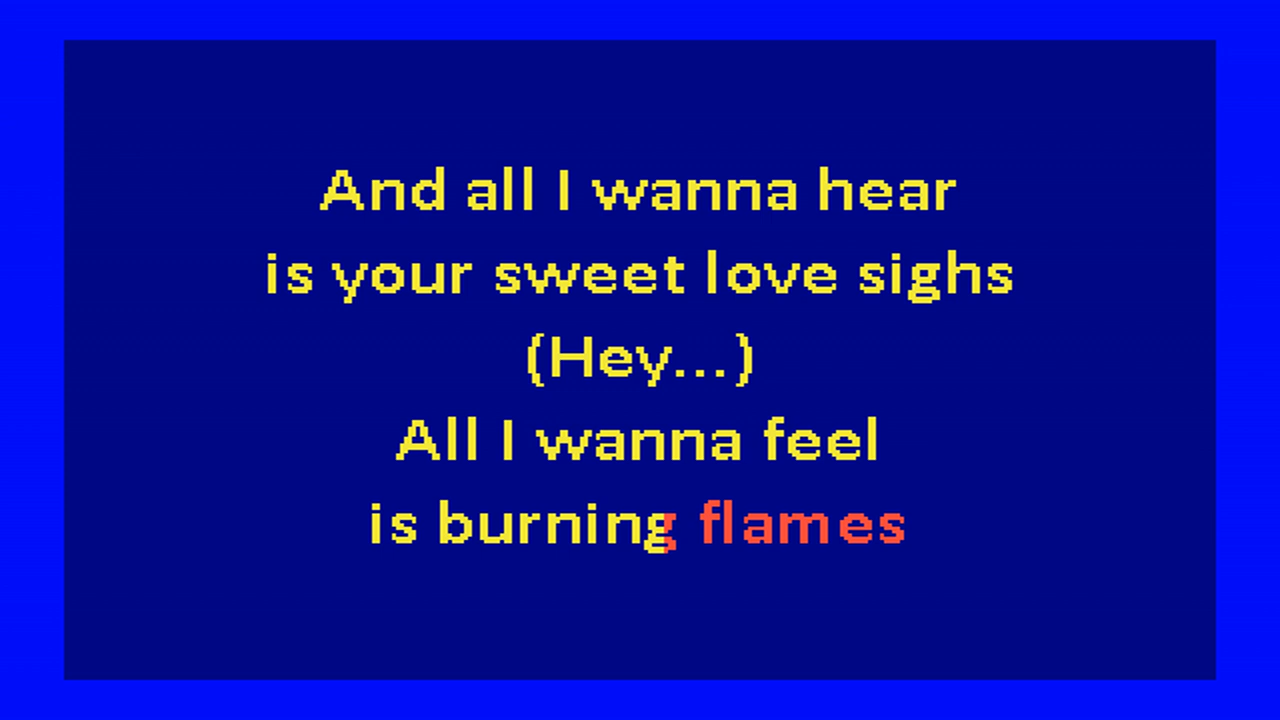 And all I wanna hear
is your sweet love sighs
(Hey...)
All I wanna feel
is burning flames